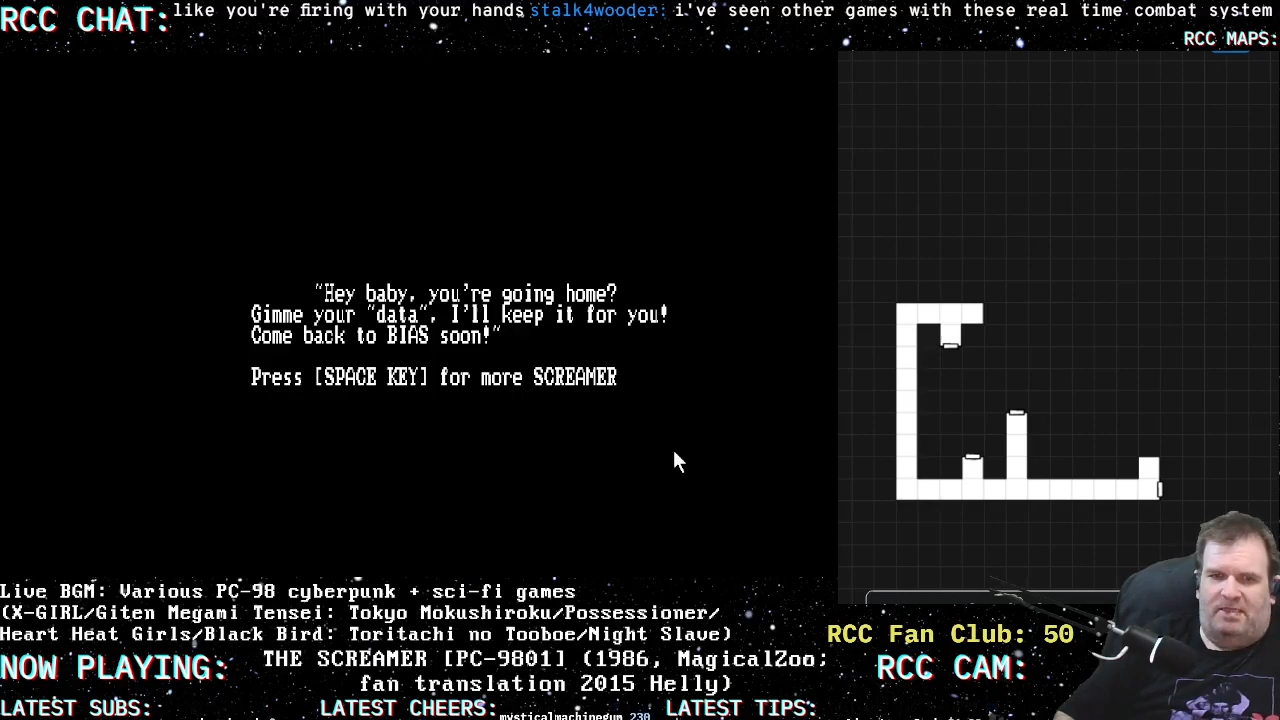 RCC CHAT:
like you're firing with your hands stalk4wooder: i've seen other games with these real time combat system
RCC MAPS:
"Hey baby, you're going home?
Gimme your "data", I'll keep it for you!
Come back to BIAS soon!"
Press [SPACE KEY] for more SCREAMER
Live BGM: Various PC-98 cyberpunk + sci-fi games
(X-GIRL/Giten Megami Tensei: Tokyo Mokushiroku/Possessioner/
Heart Heat Girls/Black Bird: Toritachi no Tooboe/Night Slave)
RCC Fan Club: 50
NOW PLAYING:
THE SCREAMER [PC-9801] (1986, MagicalZoo;
fan translation 2015 Helly)
RCC CAM:
LATEST SUBS:
LATEST CHEERS:
mysticalmachinegum 230
LATEST TIPS: